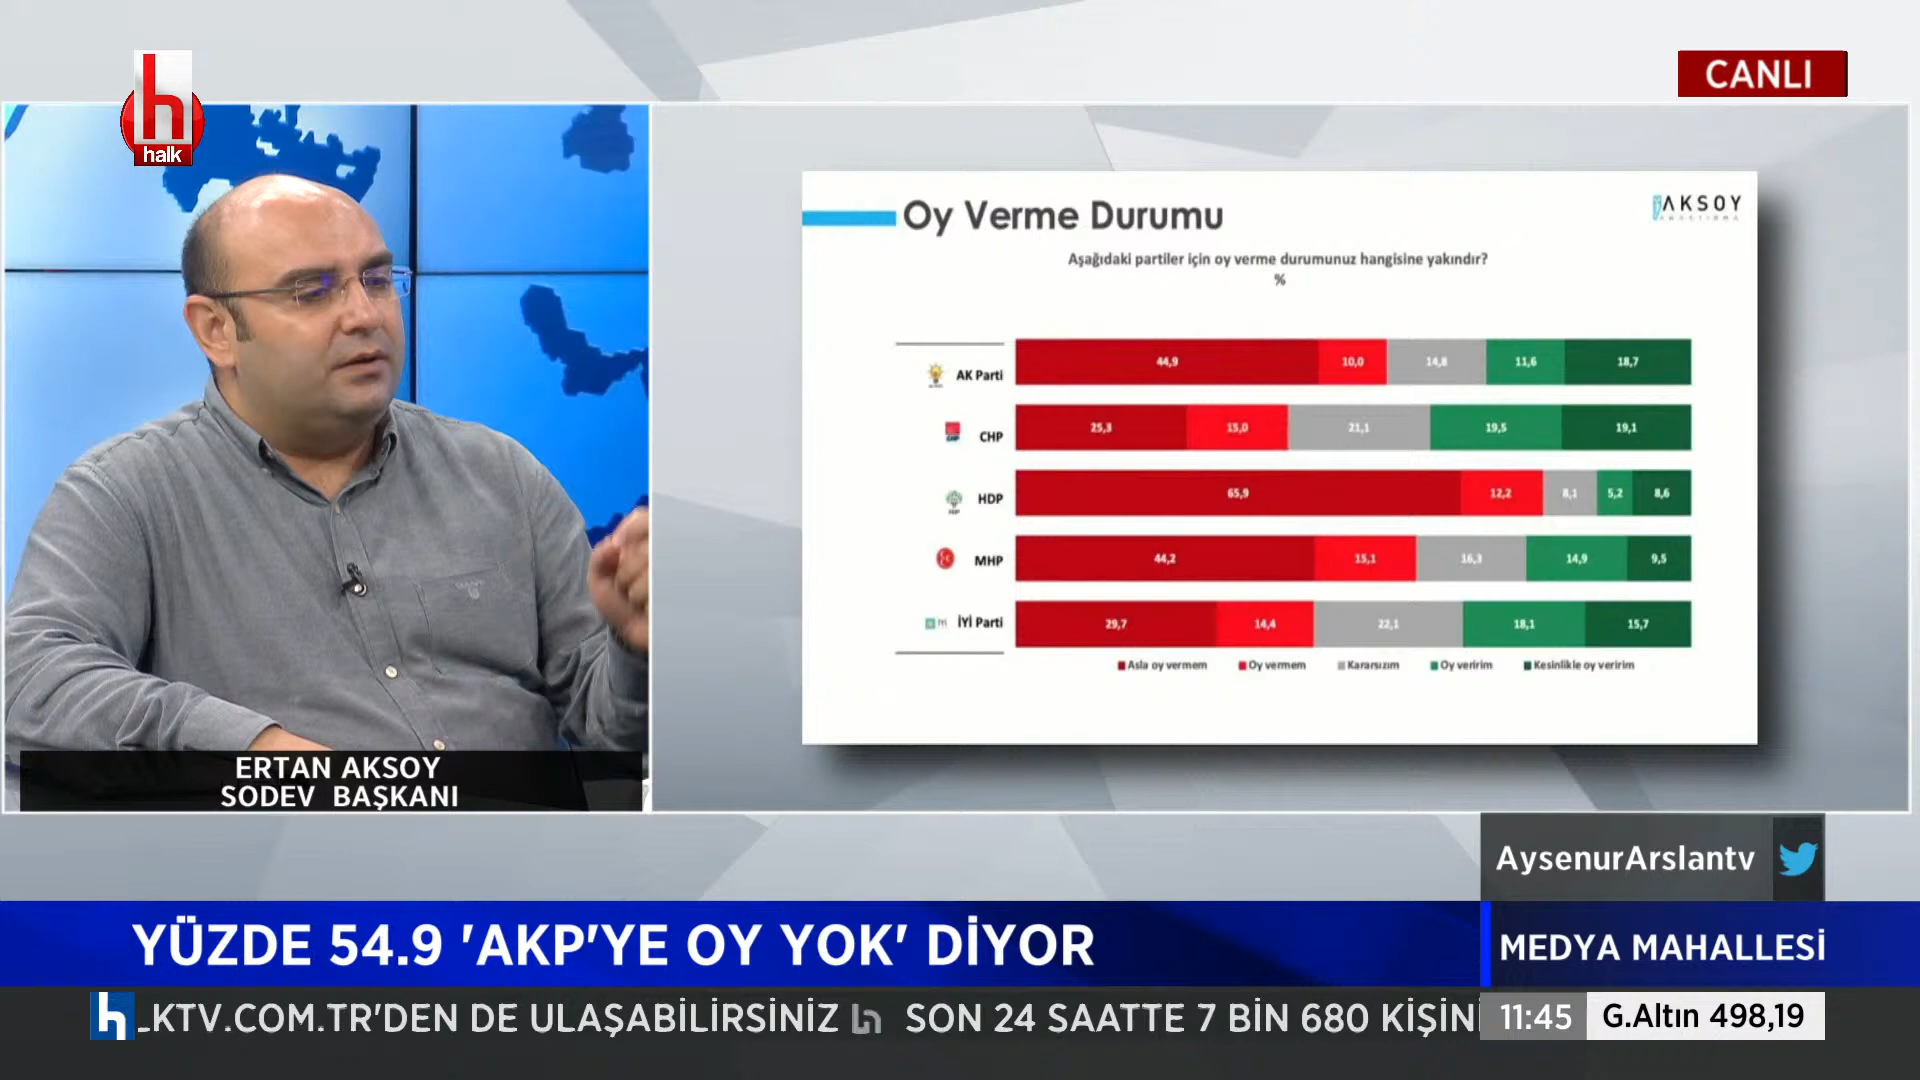 halk
CANLI
Oy Verme Durumu
AKSOY
Aşağıdaki partiler için oy verme durumunuz hangisine yakındır?
%
AK Parti 44,9 10,0 14,8 11,6 18,7
CHP 25,3 15,0 21,1 19,5 19,1
HDP 65,9 12,2 8,1 5,2 8,6
MHP 44,2 15,1 16,3 14,9 9,5
İYİ Parti 29,7 14,4 22,1 18,1 15,7
Asla oy vermem Oy vermem Kararsızım Oy veririm Kesinlikle oy veririm
ERTAN AKSOY
SODEV BAŞKANI
AysenurArslantv
YÜZDE 54.9 'AKP'YE OY YOK' DİYOR
MEDYA MAHALLESİ
LKTV.COM.TR'DEN DE ULAŞABİLİRSİNİZ SON 24 SAATTE 7 BİN 680 KİŞİNİ
11:45 G.Altın 498,19